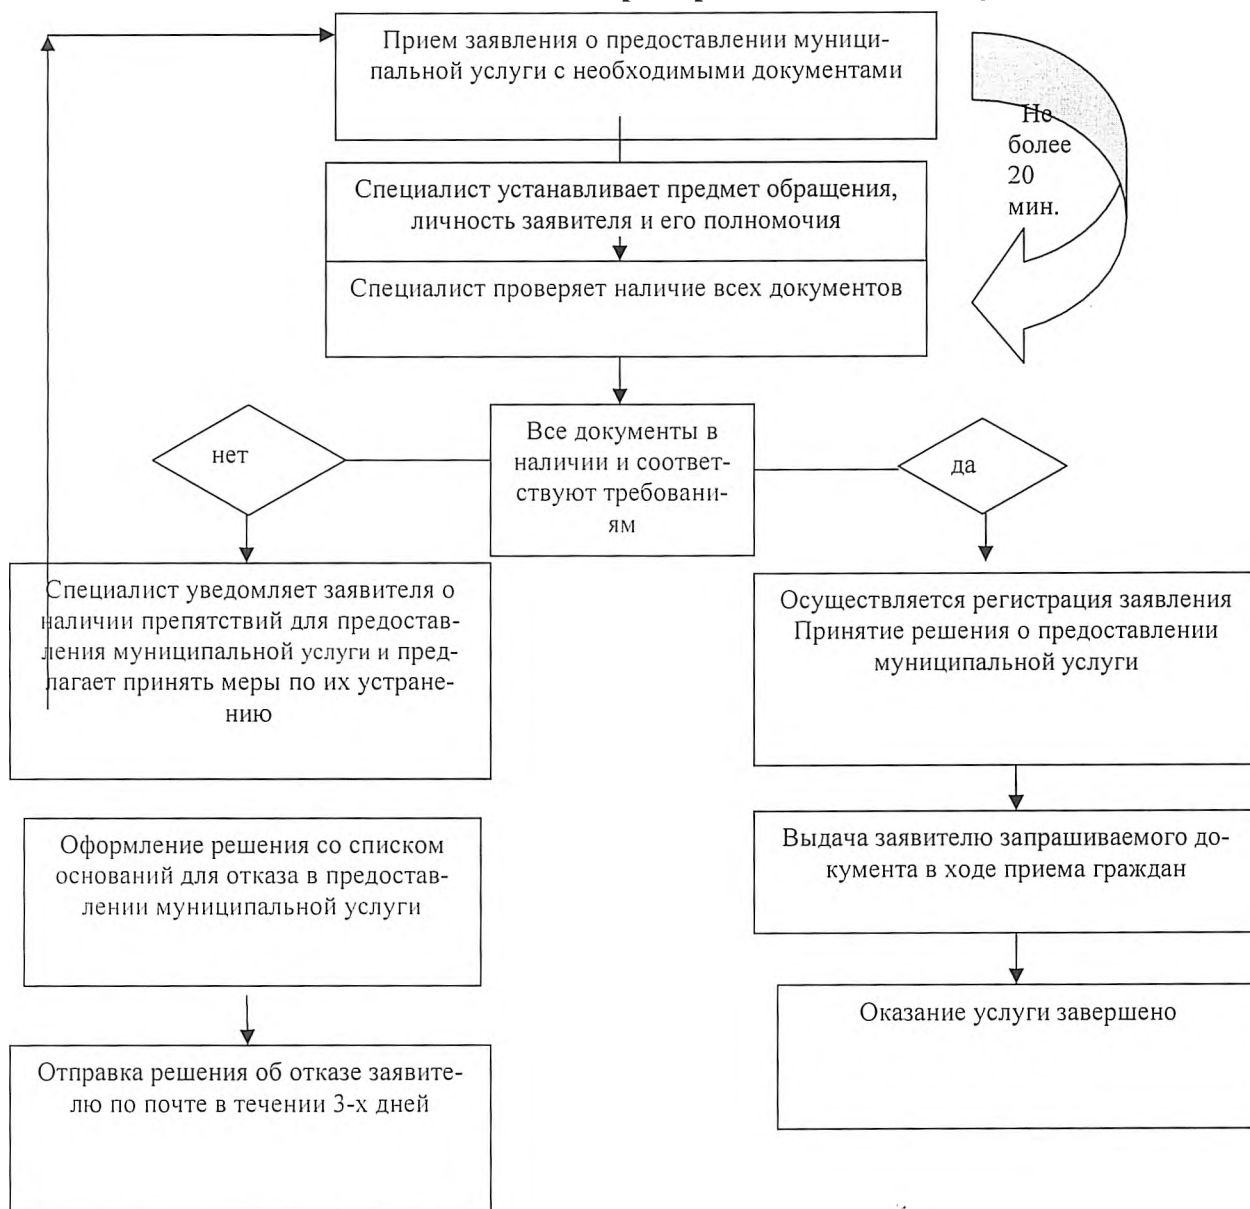 Прием заявления о предоставлении муници-
пальной услуги с необходимыми документами
Не
более
20
мин.
Специалист устанавливает предмет обращения,
личность заявителя и его полномочия
Специалист проверяет наличие всех документов
Все документы в
наличии и соответ-
ствуют требовани-
ям
нет
да
Специалист уведомляет заявителя о
наличии препятствий для предостав-
ления муниципальной услуги и пред-
лагает принять меры по их устране-
нию
Осуществляется регистрация заявления
Принятие решения о предоставлении
муниципальной услуги
Оформление решения со списком
оснований для отказа в предостав-
лении муниципальной услуги
Выдача заявителю запрашиваемого до-
кумента в ходе приема граждан
Отправка решения об отказе заявите-
лю по почте в течении 3-х дней
Оказание услуги завершено